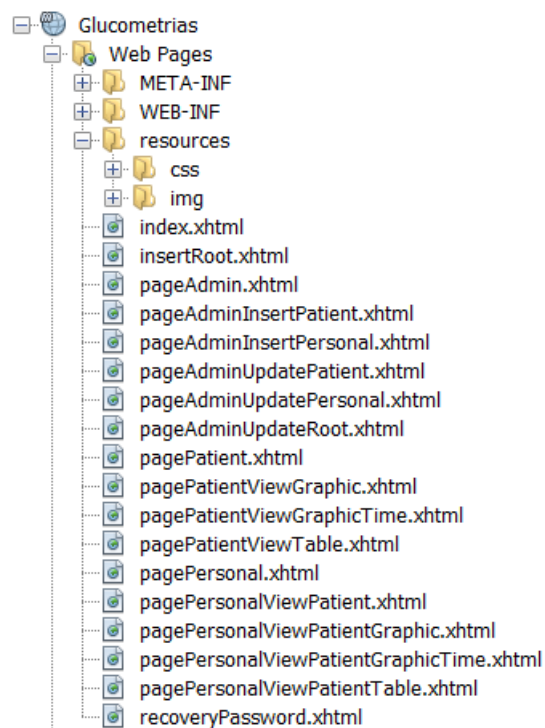 Glucometrias
Web Pages
META-INF
WEB-INF
resources
css
img
index.xhtml
insertRoot.xhtml
pageAdmin.xhtml
pageAdminInsertPatient.xhtml
pageAdminInsertPersonal.xhtml
pageAdminUpdatePatient.xhtml
pageAdminUpdatePersonal.xhtml
pageAdminUpdateRoot.xhtml
pagePatient.xhtml
pagePatientViewGraphic.xhtml
pagePatientViewGraphicTime.xhtml
pagePatientViewTable.xhtml
pagePersonal.xhtml
pagePersonalViewPatient.xhtml
pagePersonalViewPatientGraphic.xhtml
pagePersonalViewPatientGraphicTime.xhtml
pagePersonalViewPatientTable.xhtml
recoveryPassword.xhtml